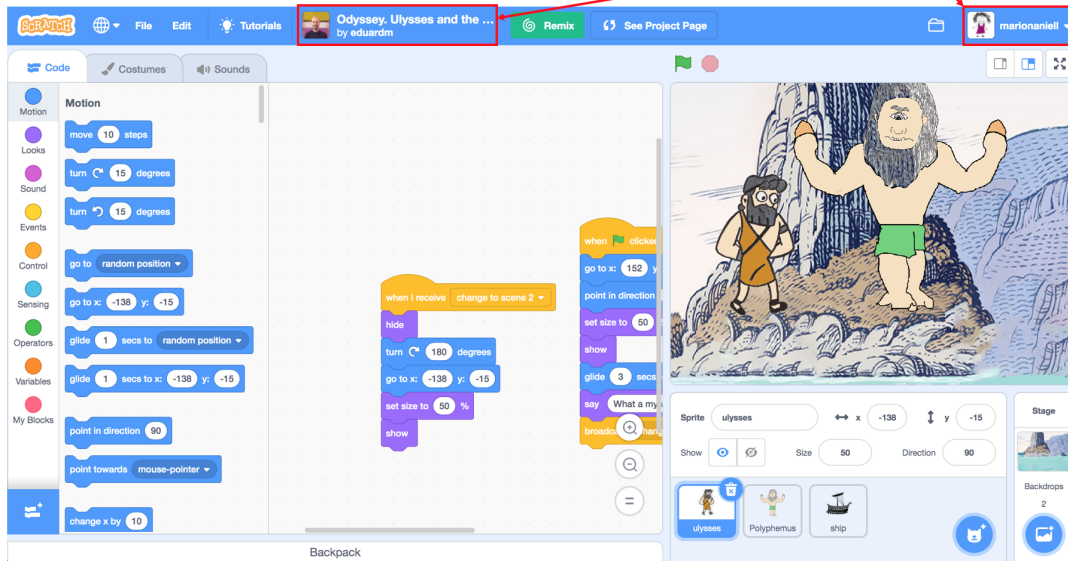 SCRATCH
File
Edit
Tutorials
Odyssey. Ulysses and the ...
by eduardm
Remix
See Project Page
marionaniell
Code
Costumes
Sounds
Motion
Looks
Sound
Events
Control
Sensing
Operators
Variables
My Blocks
Motion
move 10 steps
turn 15 degrees
turn 15 degrees
go to random position
go to x: -138 y: -15
glide 1 secs to random position
glide 1 secs to x: -138 y: -15
point in direction 90
point towards mouse-pointer
change x by 10
when I receive change to scene 2
hide
turn 180 degrees
go to x: -138 y: -15
set size to 50 %
show
when clicked
go to x: 152 y
point in direction
set size to 50
show
glide 3 secs
say What a my
Backpack
Sprite ulysses
x -138
y -15
Show
Size 50
Direction 90
ulysses
Polyphemus
ship
Stage
Backdrops
2